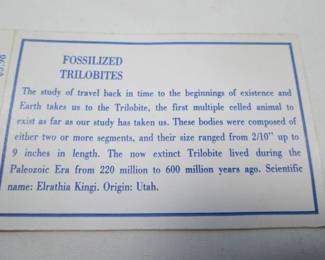 FOSSILIZED
TRILOBITES
The study of travel back in time to the beginnings of existence and
Earth takes us to the Trilobite, the first multiple celled animal to
exist as far as our study has taken us. These bodies were composed of
either two or more segments, and their size ranged from 2/10" up to
9 inches in length. The now extinct Trilobite lived during the
Paleozoic Era from 220 million to 600 million years ago. Scientific
name: Elrathia Kingi. Origin: Utah.